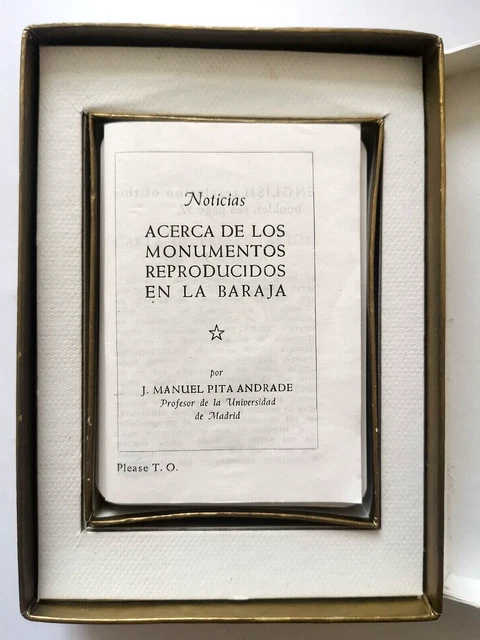 Noticias
ACERCA DE LOS
MONUMENTOS
REPRODUCIDOS
EN LA BARAJA
por
J. MANUEL PITA ANDRADE
Profesor de la Universidad
de Madrid
Please T. O.